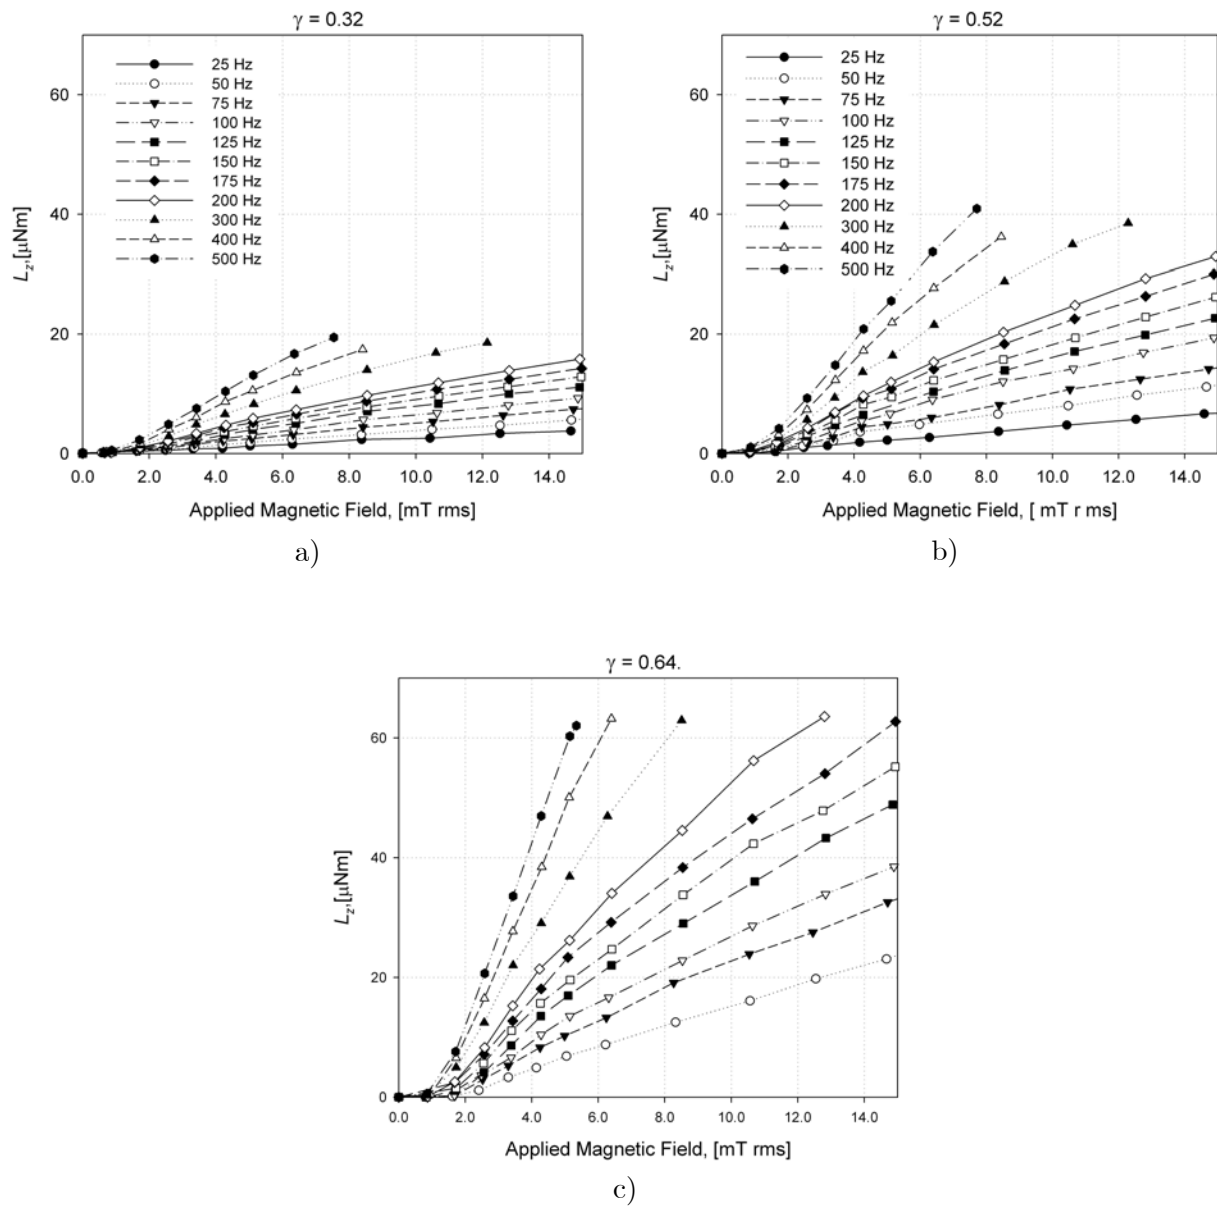 γ = 0.32
25 Hz
50 Hz
75 Hz
100 Hz
125 Hz
150 Hz
175 Hz
200 Hz
300 Hz
400 Hz
500 Hz
60
40
20
0
L_z,[μNm]
0.0 2.0 4.0 6.0 8.0 10.0 12.0 14.0
Applied Magnetic Field, [mT rms]
a)
γ = 0.52
25 Hz
50 Hz
75 Hz
100 Hz
125 Hz
150 Hz
175 Hz
200 Hz
300 Hz
400 Hz
500 Hz
60
40
20
0
L_z,[μNm]
0.0 2.0 4.0 6.0 8.0 10.0 12.0 14.0
Applied Magnetic Field, [ mT r ms]
b)
γ = 0.64.
60
40
20
0
L_z,[μNm]
0.0 2.0 4.0 6.0 8.0 10.0 12.0 14.0
Applied Magnetic Field, [mT rms]
c)